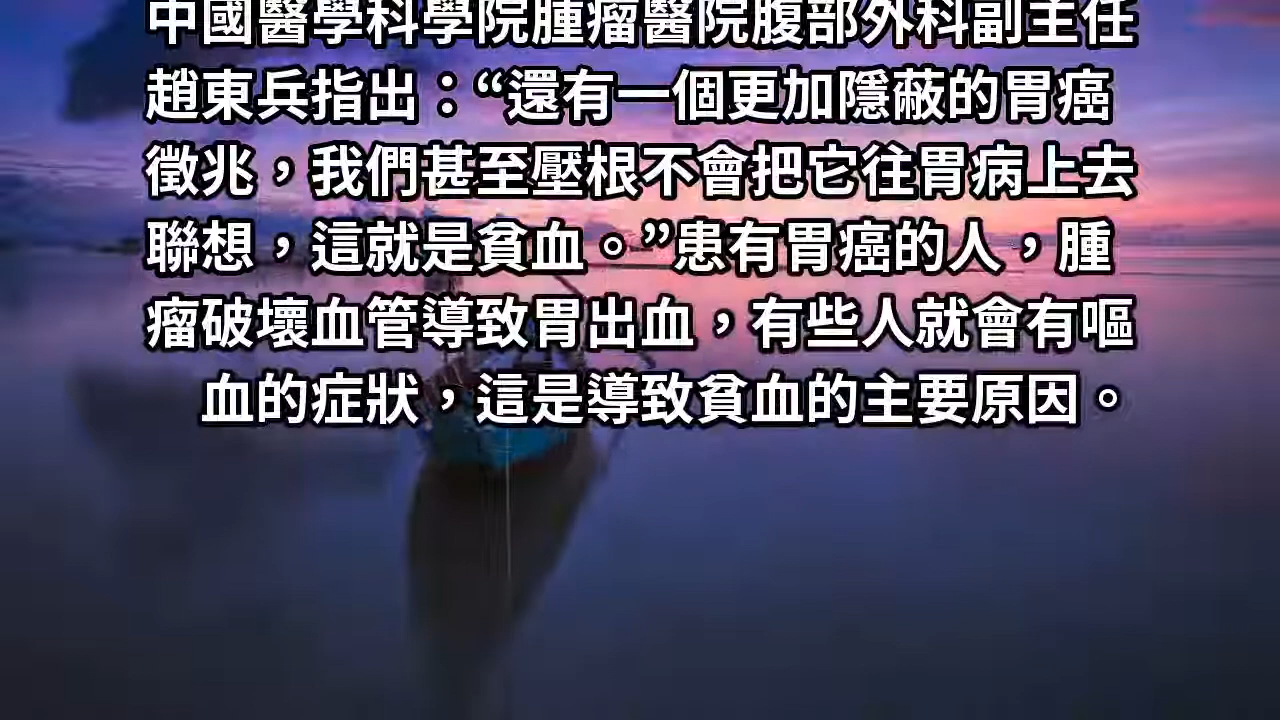 中國醫學科學院腫瘤醫院腹部外科副主任
趙東兵指出：“還有一個更加隱蔽的胃癌
徵兆，我們甚至壓根不會把它往胃病上去
聯想，這就是貧血。”患有胃癌的人，腫
瘤破壞血管導致胃出血，有些人就會有嘔
血的症狀，這是導致貧血的主要原因。